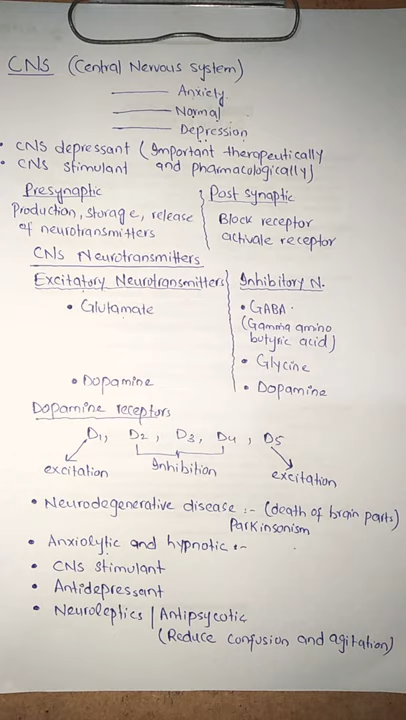 CNS (Central Nervous System)
Anxiety
Normal
Depression
• CNS depressant (Important therapeutically
• CNS stimulant and pharmacologically)
Presynaptic
Production, storage, release
of neurotransmitters
Post synaptic
Block receptor
activate receptor
CNS Neurotransmitters
Excitatory Neurotransmitters
• Glutamate
• Dopamine
Inhibitory N.
• GABA
(Gamma amino
butyric acid)
• Glycine
• Dopamine
Dopamine receptors
D1, D2, D3, D4, D5
excitation Inhibition excitation
• Neurodegenerative disease :- (death of brain parts)
Parkinsonism
• Anxiolytic and hypnotic :-
• CNS stimulant
• Antidepressant
• Neuroleptics / Antipsycotic
(Reduce confusion and agitation)